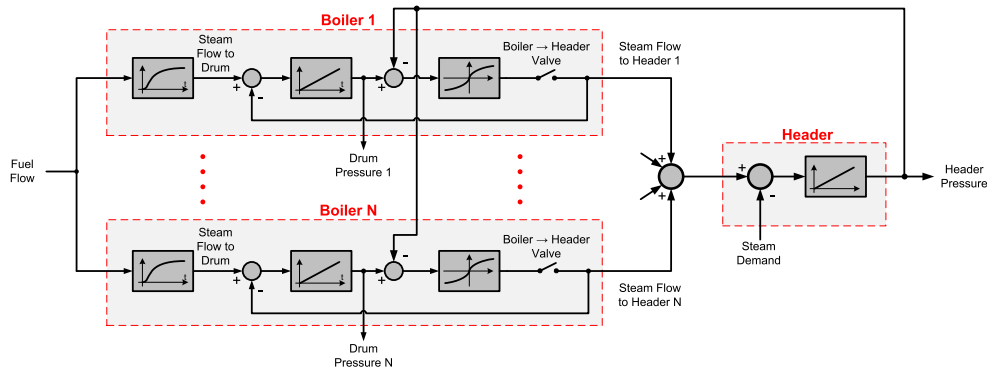 Boiler 1
Steam
Flow to
Drum
Boiler → Header
Valve
Steam Flow
to Header 1
+
-
+
-
t
t
Drum
Pressure 1
Fuel
Flow
Header
+
+
+
-
Header
Pressure
t
Steam
Demand
Boiler N
Steam
Flow to
Drum
Boiler → Header
Valve
Steam Flow
to Header N
+
-
+
-
t
t
Drum
Pressure N